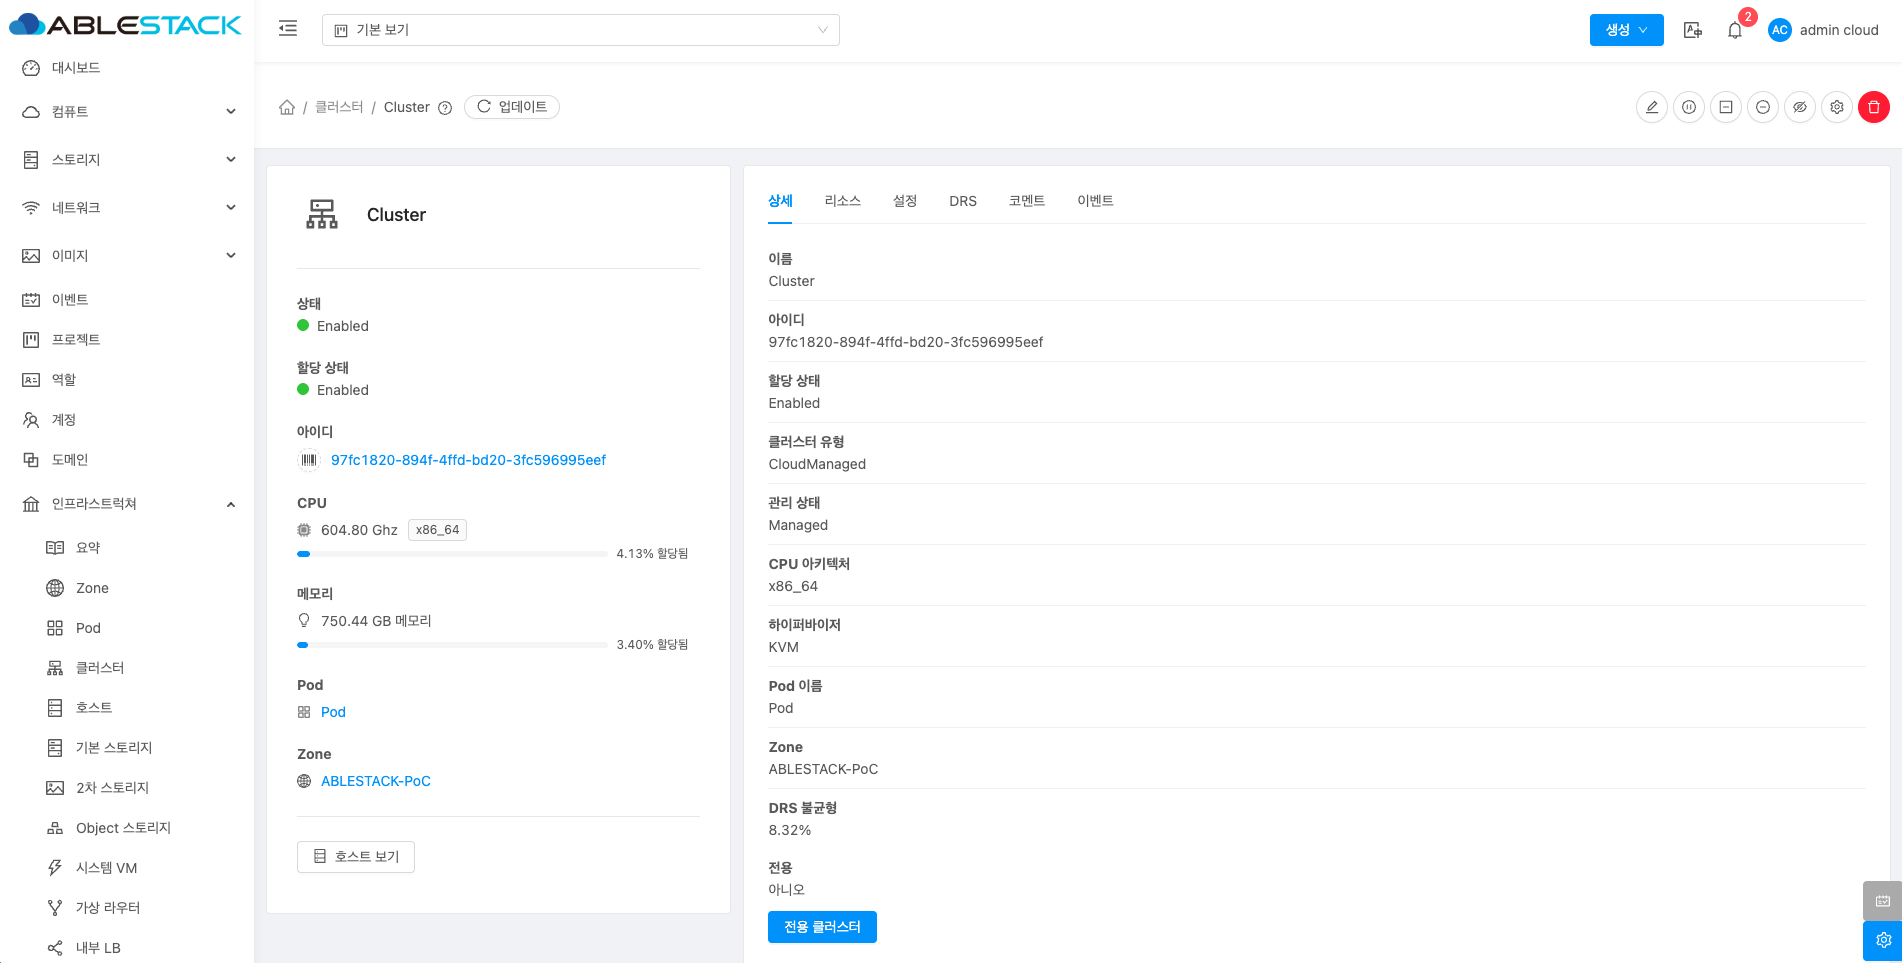 ABLESTACK
대시보드
컴퓨트
스토리지
네트워크
이미지
이벤트
프로젝트
역할
계정
도메인
인프라스트럭쳐
요약
Zone
Pod
클러스터
호스트
기본 스토리지
2차 스토리지
Object 스토리지
시스템 VM
가상 라우터
내부 LB
기본 보기
생성
2
AC
admin cloud
/ 클러스터 / Cluster
업데이트
Cluster
상태
Enabled
할당 상태
Enabled
아이디
97fc1820-894f-4ffd-bd20-3fc596995eef
CPU
604.80 Ghz x86_64
4.13% 할당됨
메모리
750.44 GB 메모리
3.40% 할당됨
Pod
Pod
Zone
ABLESTACK-PoC
호스트 보기
상세 리소스 설정 DRS 코멘트 이벤트
이름
Cluster
아이디
97fc1820-894f-4ffd-bd20-3fc596995eef
할당 상태
Enabled
클러스터 유형
CloudManaged
관리 상태
Managed
CPU 아키텍처
x86_64
하이퍼바이저
KVM
Pod 이름
Pod
Zone
ABLESTACK-PoC
DRS 불균형
8.32%
전용
아니오
전용 클러스터